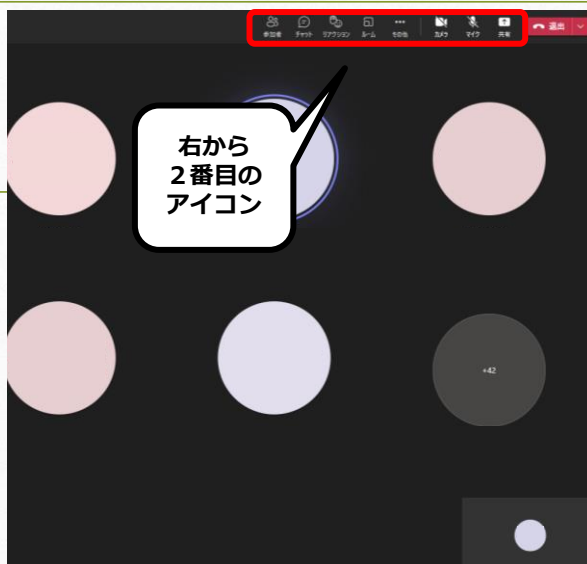 参加者 チャット リアクション ルーム その他 カメラ マイク 共有 退出
右から
２番目の
アイコン
+42